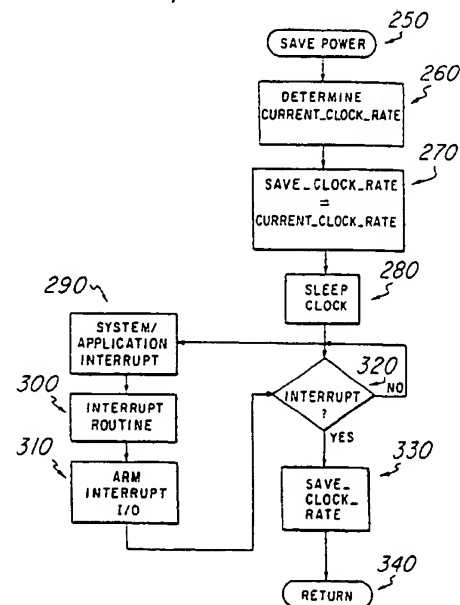 SAVE POWER
250
DETERMINE
CURRENT_CLOCK_RATE
260
SAVE_CLOCK_RATE
=
CURRENT_CLOCK_RATE
270
SLEEP
CLOCK
280
290
SYSTEM/
APPLICATION
INTERRUPT
300
INTERRUPT
ROUTINE
310
ARM
INTERRUPT
I/O
320
INTERRUPT
?
NO
YES
330
SAVE_
CLOCK_
RATE
340
RETURN